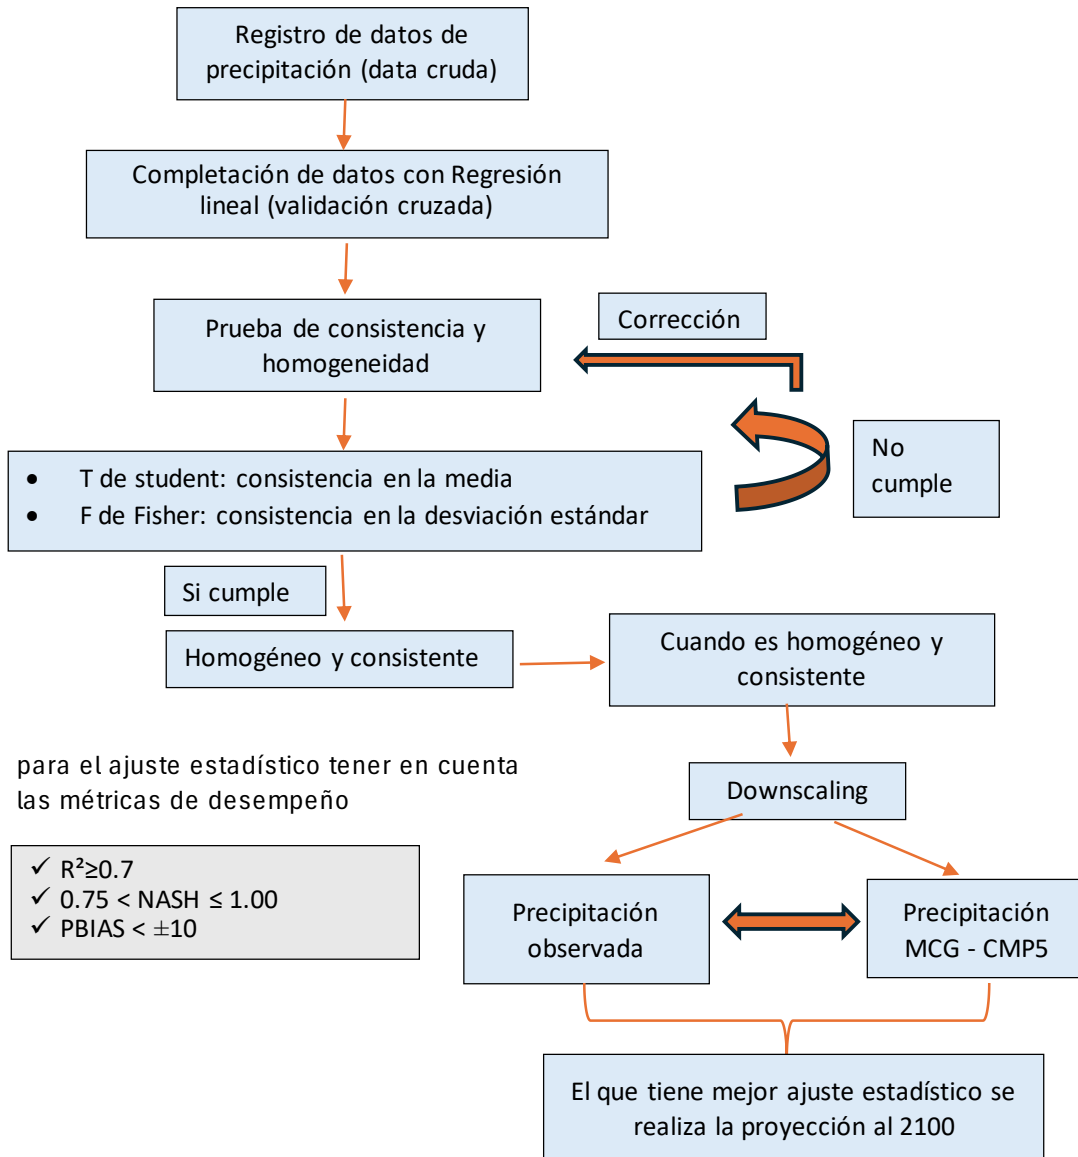 Registro de datos de
precipitación (data cruda)
Completación de datos con Regresión
lineal (validación cruzada)
Prueba de consistencia y
homogeneidad
Corrección
• T de student: consistencia en la media
• F de Fisher: consistencia en la desviación estándar
No
cumple
Si cumple
Homogéneo y consistente
Cuando es homogéneo y
consistente
para el ajuste estadístico tener en cuenta
las métricas de desempeño
✓ R²≥0.7
✓ 0.75 < NASH ≤ 1.00
✓ PBIAS < ±10
Downscaling
Precipitación
observada
Precipitación
MCG - CMP5
El que tiene mejor ajuste estadístico se
realiza la proyección al 2100